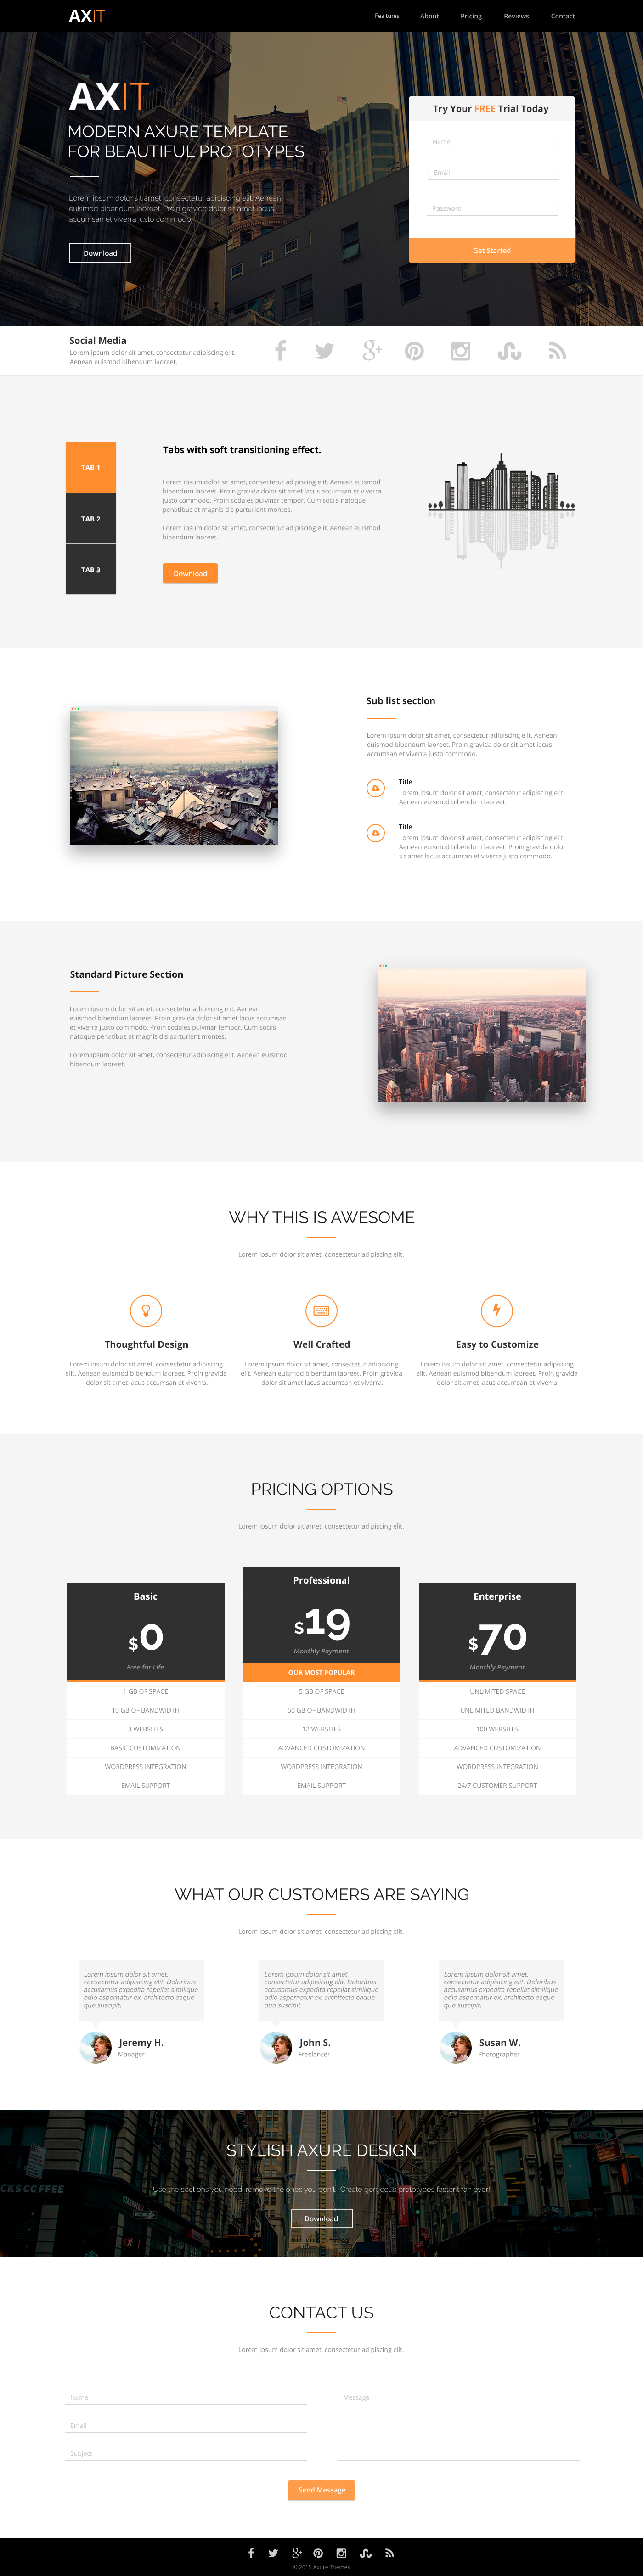 AXIT
Fea tures About Pricing Reviews Contact
AXIT
MODERN AXURE TEMPLATE
FOR BEAUTIFUL PROTOTYPES
Lorem ipsum dolor sit amet, consectetur adipiscing elit. Aenean
euismod bibendum laoreet. Proin gravida dolor sit amet lacus
accumsan et viverra justo commodo.
Download
Try Your FREE Trial Today
Name
Email
Password
Get Started
Social Media
Lorem ipsum dolor sit amet, consectetur adipiscing elit.
Aenean euismod bibendum laoreet.
TAB 1
TAB 2
TAB 3
Tabs with soft transitioning effect.
Lorem ipsum dolor sit amet, consectetur adipiscing elit. Aenean euismod
bibendum laoreet. Proin gravida dolor sit amet lacus accumsan et viverra
justo commodo. Proin sodales pulvinar tempor. Cum sociis natoque
penatibus et magnis dis parturient montes.
Lorem ipsum dolor sit amet, consectetur adipiscing elit. Aenean euismod
bibendum laoreet.
Download
Sub list section
Lorem ipsum dolor sit amet, consectetur adipiscing elit. Aenean
euismod bibendum laoreet. Proin gravida dolor sit amet lacus
accumsan et viverra justo commodo.
Title
Lorem ipsum dolor sit amet, consectetur adipiscing elit.
Aenean euismod bibendum laoreet.
Title
Lorem ipsum dolor sit amet, consectetur adipiscing elit.
Aenean euismod bibendum laoreet. Proin gravida dolor
sit amet lacus accumsan et viverra justo commodo.
Standard Picture Section
Lorem ipsum dolor sit amet, consectetur adipiscing elit. Aenean
euismod bibendum laoreet. Proin gravida dolor sit amet lacus accumsan
et viverra justo commodo. Proin sodales pulvinar tempor. Cum sociis
natoque penatibus et magnis dis parturient montes.
Lorem ipsum dolor sit amet, consectetur adipiscing elit. Aenean euismod
bibendum laoreet.
WHY THIS IS AWESOME
Lorem ipsum dolor sit amet, consectetur adipiscing elit.
Thoughtful Design
Lorem ipsum dolor sit amet, consectetur adipiscing
elit. Aenean euismod bibendum laoreet. Proin gravida
dolor sit amet lacus accumsan et viverra.
Well Crafted
Lorem ipsum dolor sit amet, consectetur adipiscing
elit. Aenean euismod bibendum laoreet. Proin gravida
dolor sit amet lacus accumsan et viverra.
Easy to Customize
Lorem ipsum dolor sit amet, consectetur adipiscing
elit. Aenean euismod bibendum laoreet. Proin gravida
dolor sit amet lacus accumsan et viverra.
PRICING OPTIONS
Lorem ipsum dolor sit amet, consectetur adipiscing elit.
Basic
$0
Free for Life
1 GB OF SPACE
10 GB OF BANDWIDTH
3 WEBSITES
BASIC CUSTOMIZATION
WORDPRESS INTEGRATION
EMAIL SUPPORT
Professional
$19
Monthly Payment
OUR MOST POPULAR
5 GB OF SPACE
50 GB OF BANDWIDTH
12 WEBSITES
ADVANCED CUSTOMIZATION
WORDPRESS INTEGRATION
EMAIL SUPPORT
Enterprise
$70
Monthly Payment
UNLIMITED SPACE
UNLIMITED BANDWIDTH
100 WEBSITES
ADVANCED CUSTOMIZATION
WORDPRESS INTEGRATION
24/7 CUSTOMER SUPPORT
WHAT OUR CUSTOMERS ARE SAYING
Lorem ipsum dolor sit amet, consectetur adipiscing elit.
Lorem ipsum dolor sit amet,
consectetur adipisicing elit. Doloribus
accusamus expedita repellat similique
odio aspernatur ex, architecto eaque
quo suscipit.
Jeremy H.
Manager
Lorem ipsum dolor sit amet,
consectetur adipisicing elit. Doloribus
accusamus expedita repellat similique
odio aspernatur ex, architecto eaque
quo suscipit.
John S.
Freelancer
Lorem ipsum dolor sit amet,
consectetur adipisicing elit. Doloribus
accusamus expedita repellat similique
odio aspernatur ex, architecto eaque
quo suscipit.
Susan W.
Photographer
STYLISH AXURE DESIGN
Use the sections you need, remove the ones you don't. Create gorgeous prototypes faster than ever!
CKS COFFEE
Download
CONTACT US
Lorem ipsum dolor sit amet, consectetur adipiscing elit.
Name
Email
Subject
Message
Send Message
© 2015 Axure Themes